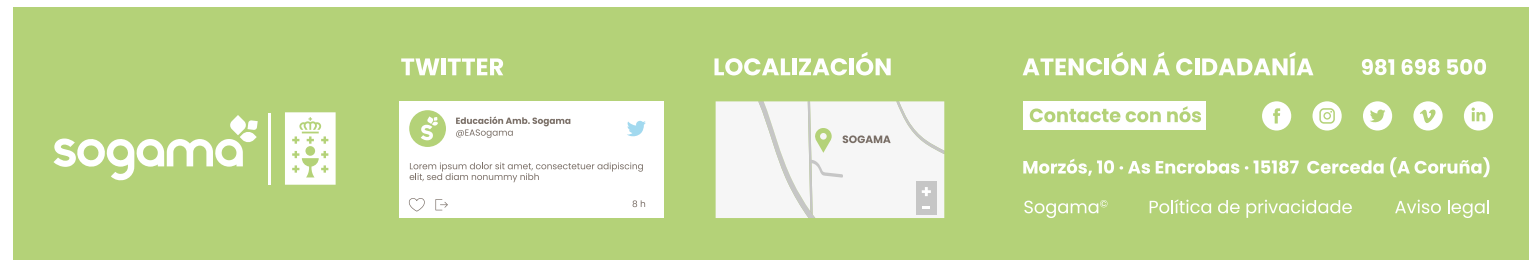 sogama
TWITTER
Educación Amb. Sogama
@EASogama
Lorem ipsum dolor sit amet, consectetuer adipiscing
elit, sed diam nonummy nibh
8 h
LOCALIZACIÓN
SOGAMA
+
−
ATENCIÓN Á CIDADANÍA 981 698 500
Contacte con nós
Morzós, 10 · As Encrobas · 15187 Cerceda (A Coruña)
Sogama© Política de privacidade Aviso legal